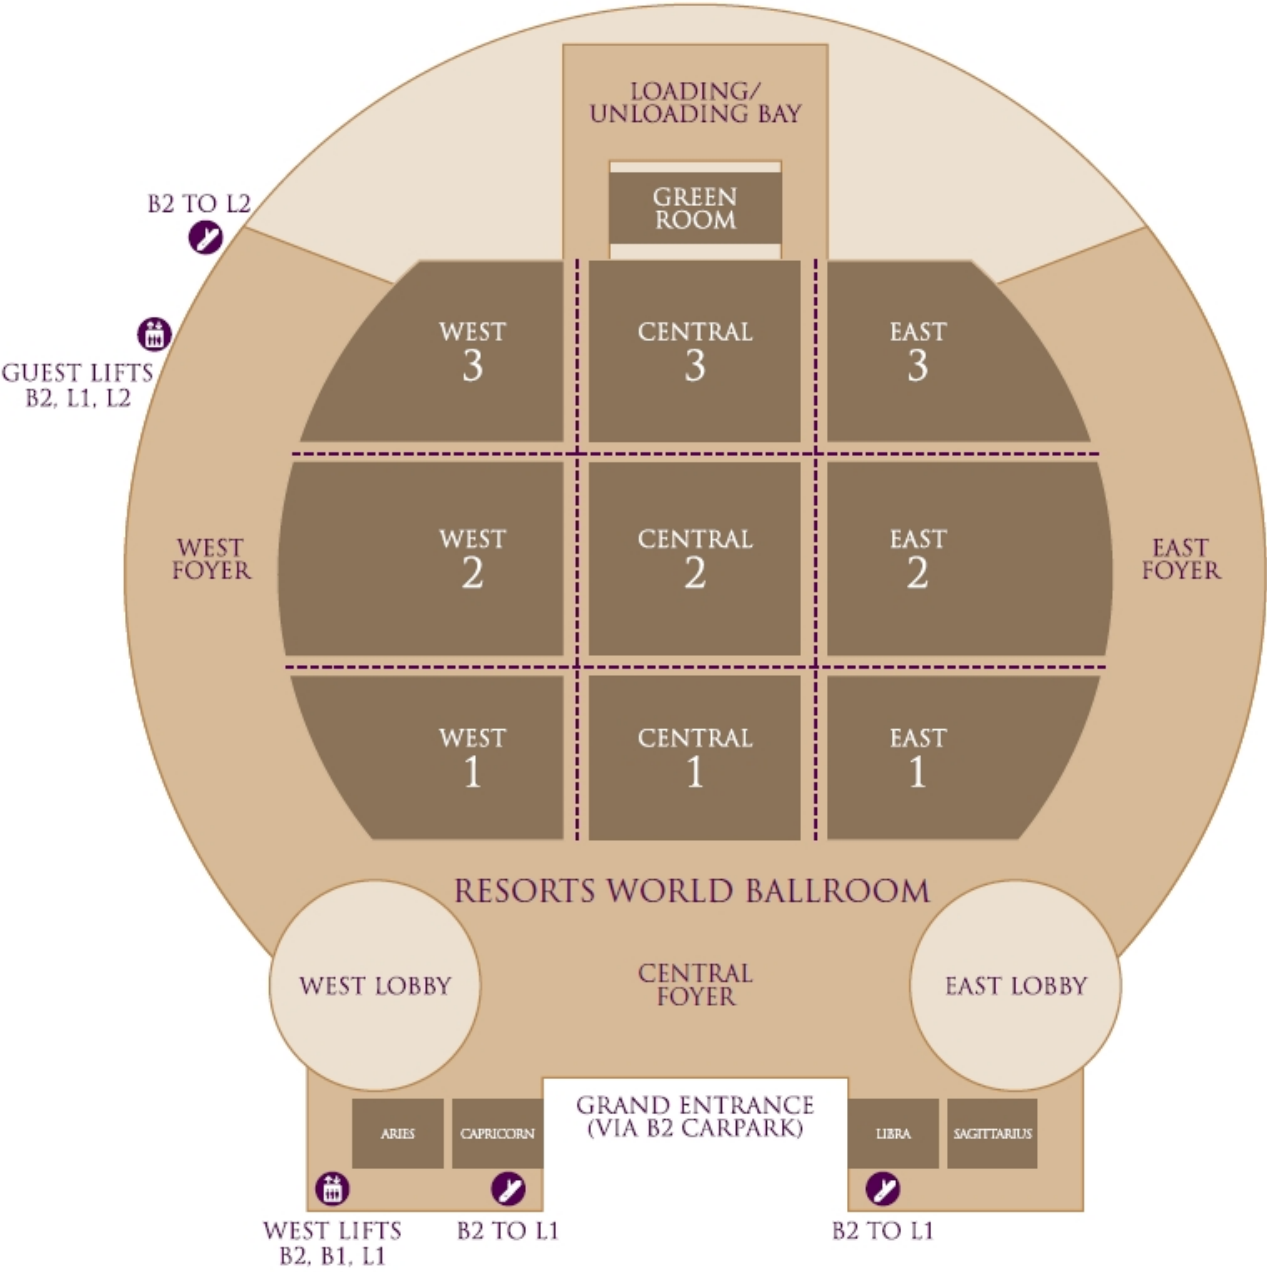 LOADING/
UNLOADING BAY
GREEN
ROOM
B2 TO L2
GUEST LIFTS
B2, L1, L2
WEST
3
CENTRAL
3
EAST
3
WEST
FOYER
WEST
2
CENTRAL
2
EAST
2
EAST
FOYER
WEST
1
CENTRAL
1
EAST
1
RESORTS WORLD BALLROOM
WEST LOBBY
CENTRAL
FOYER
EAST LOBBY
GRAND ENTRANCE
(VIA B2 CARPARK)
ARIES
CAPRICORN
LIBRA
SAGITTARIUS
WEST LIFTS
B2, B1, L1
B2 TO L1
B2 TO L1